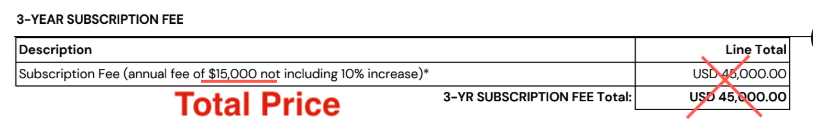 3-YEAR SUBSCRIPTION FEE
Description Line Total
Subscription Fee (annual fee of $15,000 not including 10% increase)* USD 45,000.00
Total Price 3-YR SUBSCRIPTION FEE Total: USD 45,000.00